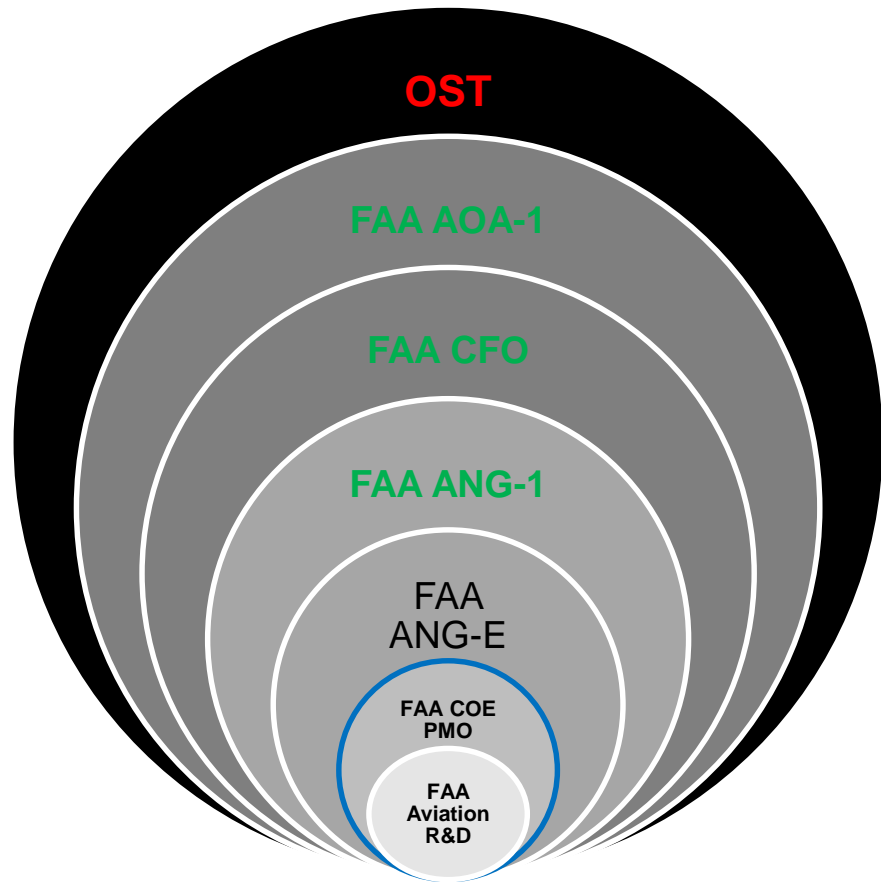 OST
FAA AOA-1
FAA CFO
FAA ANG-1
FAA
ANG-E
FAA COE
PMO
FAA
Aviation
R&D